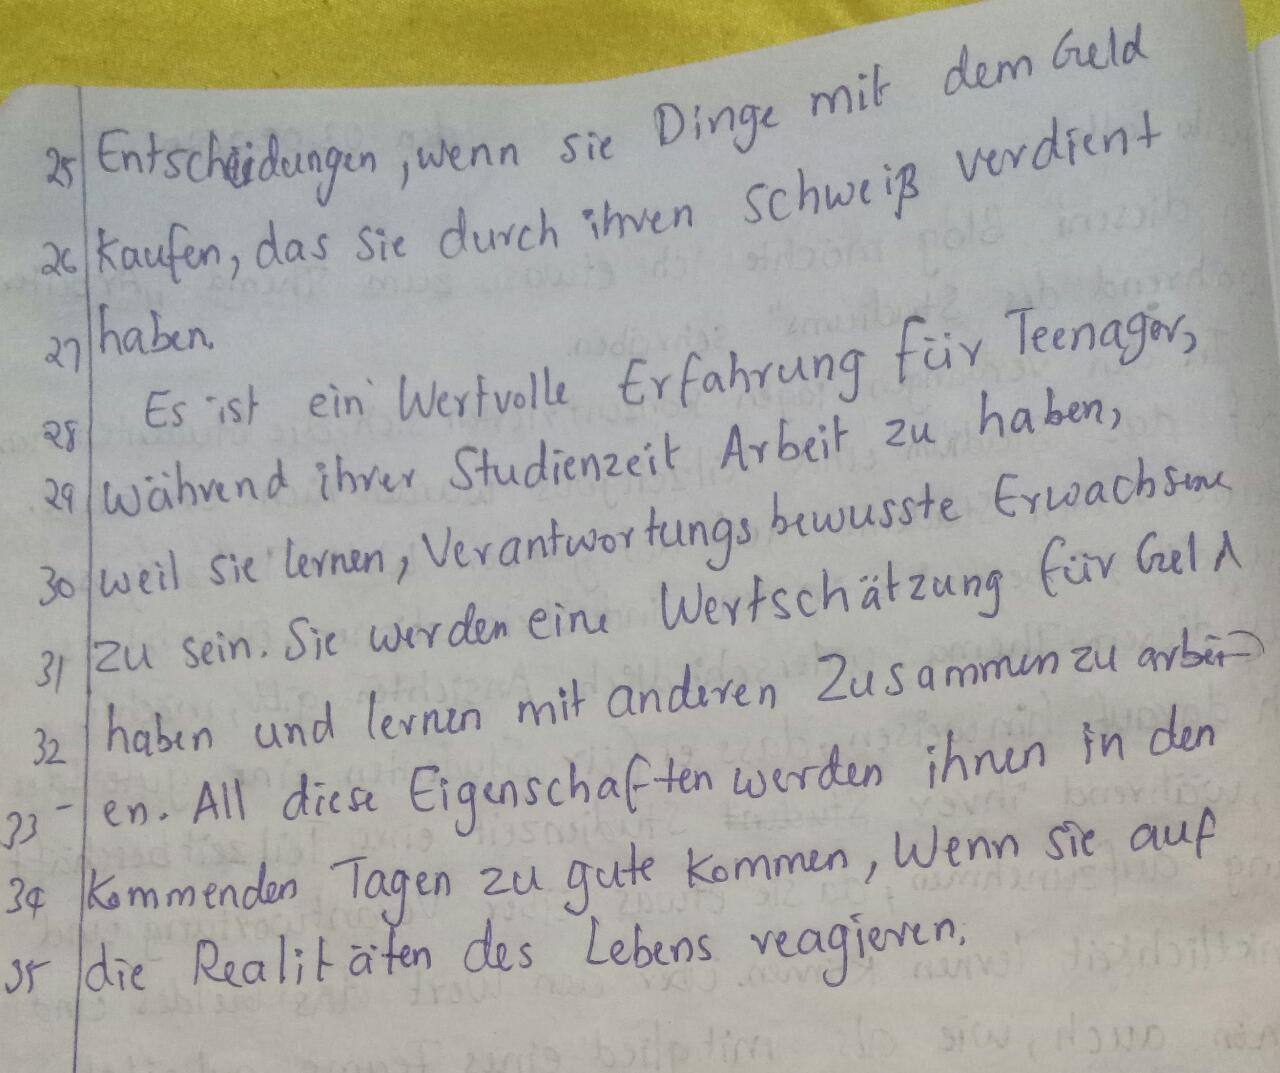 25 Entscheidungen, wenn sie Dinge mit dem Geld
26 kaufen, das sie durch ihren schweiß verdient
27 haben.
28 Es ist ein Wertvolle Erfahrung für Teenager,
29 während ihrer Studienzeit Arbeit zu haben,
30 weil sie lernen, Verantwortungsbewusste Erwachsene
31 zu sein. Sie werden eine Wertschätzung für Geld
32 haben und lernen mit anderen Zusammen zu arbei
33 - en. All diese Eigenschaften werden ihnen in den
34 kommenden Tagen zu gute kommen, Wenn sie auf
35 die Realitäten des Lebens reagieren.